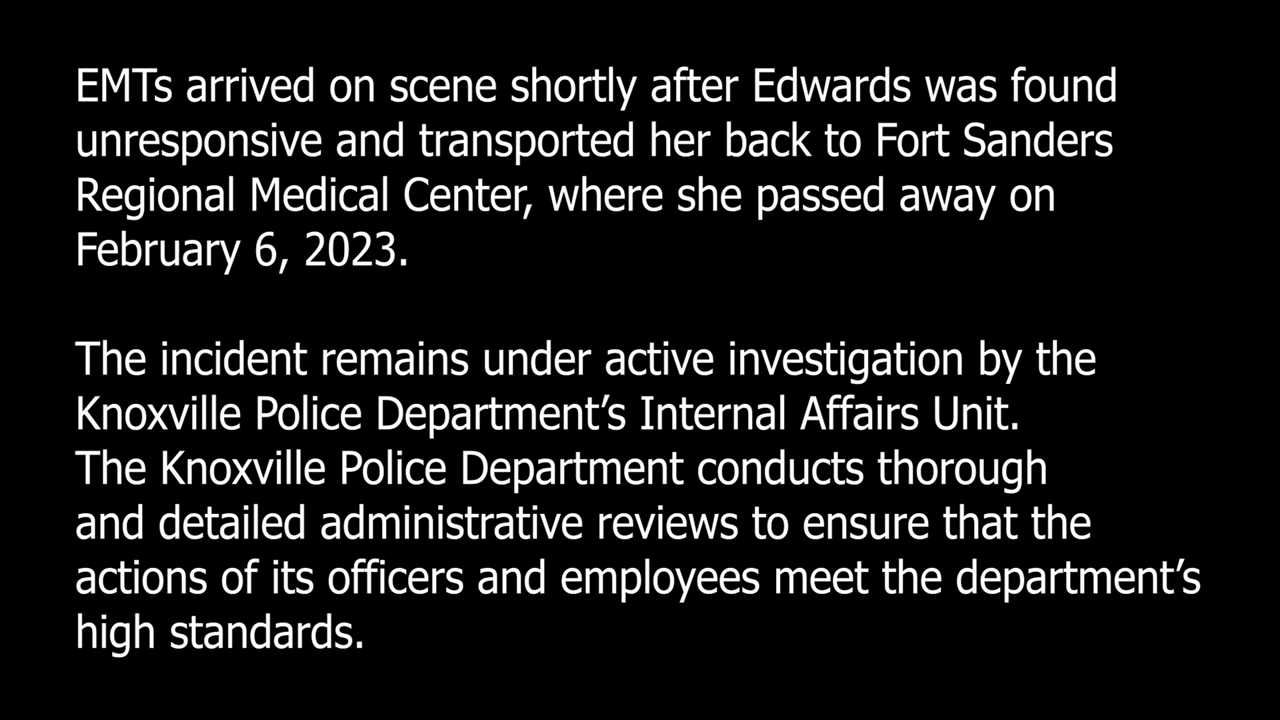 EMTs arrived on scene shortly after Edwards was found
unresponsive and transported her back to Fort Sanders
Regional Medical Center, where she passed away on
February 6, 2023.
The incident remains under active investigation by the
Knoxville Police Department’s Internal Affairs Unit.
The Knoxville Police Department conducts thorough
and detailed administrative reviews to ensure that the
actions of its officers and employees meet the department’s
high standards.